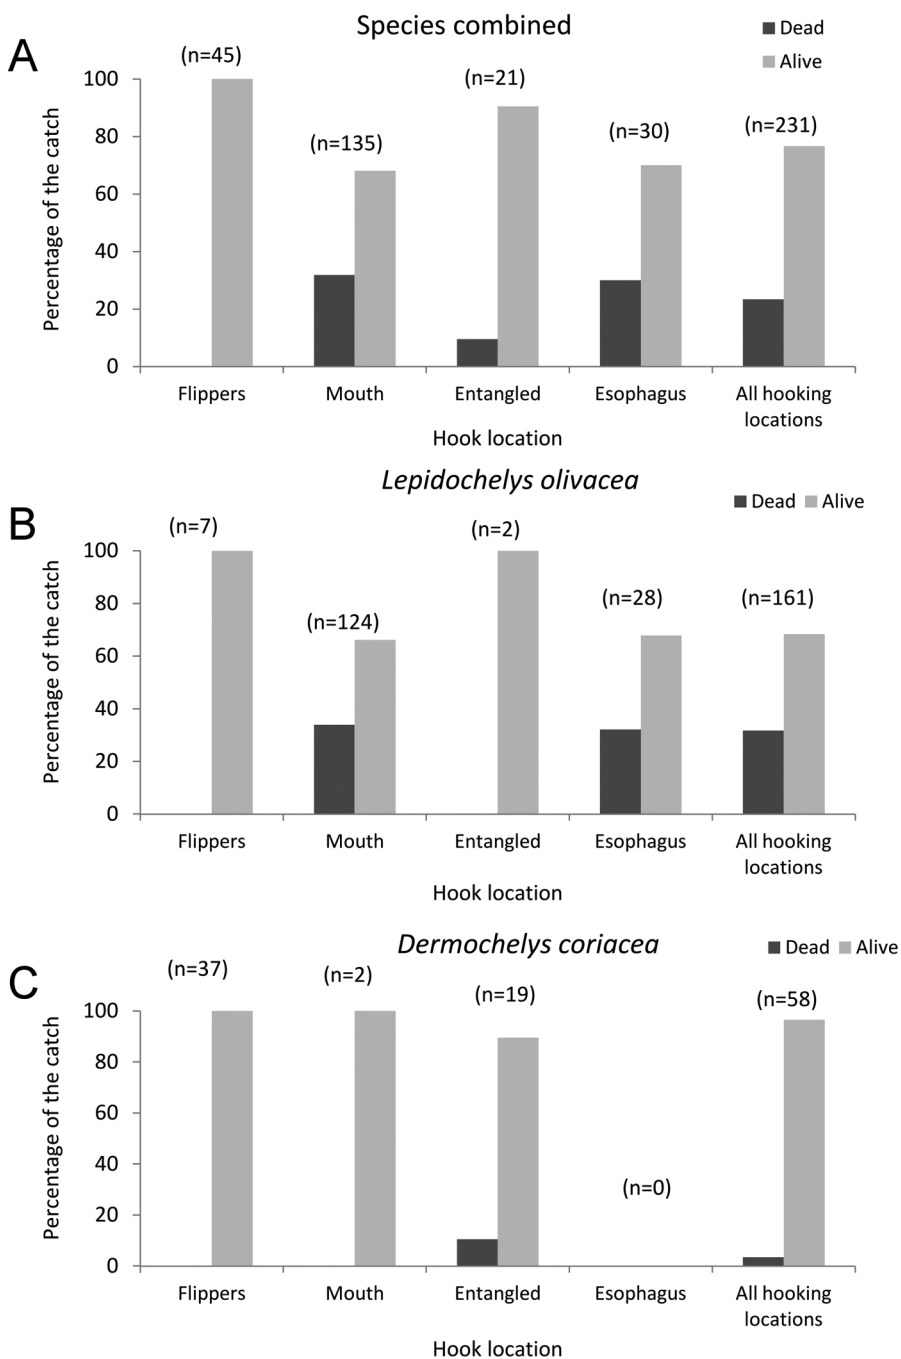 Species combined
Dead
Alive
A
(n=45)
(n=135)
(n=21)
(n=30)
(n=231)
Percentage of the catch
100
80
60
40
20
0
Flippers
Mouth
Entangled
Esophagus
All hooking
locations
Hook location
Lepidochelys olivacea
Dead
Alive
B
(n=7)
(n=124)
(n=2)
(n=28)
(n=161)
Percentage of the catch
100
80
60
40
20
0
Flippers
Mouth
Entangled
Esophagus
All hooking
locations
Hook location
Dermochelys coriacea
Dead
Alive
C
(n=37)
(n=2)
(n=19)
(n=0)
(n=58)
Percentage of the catch
100
80
60
40
20
0
Flippers
Mouth
Entangled
Esophagus
All hooking
locations
Hook location